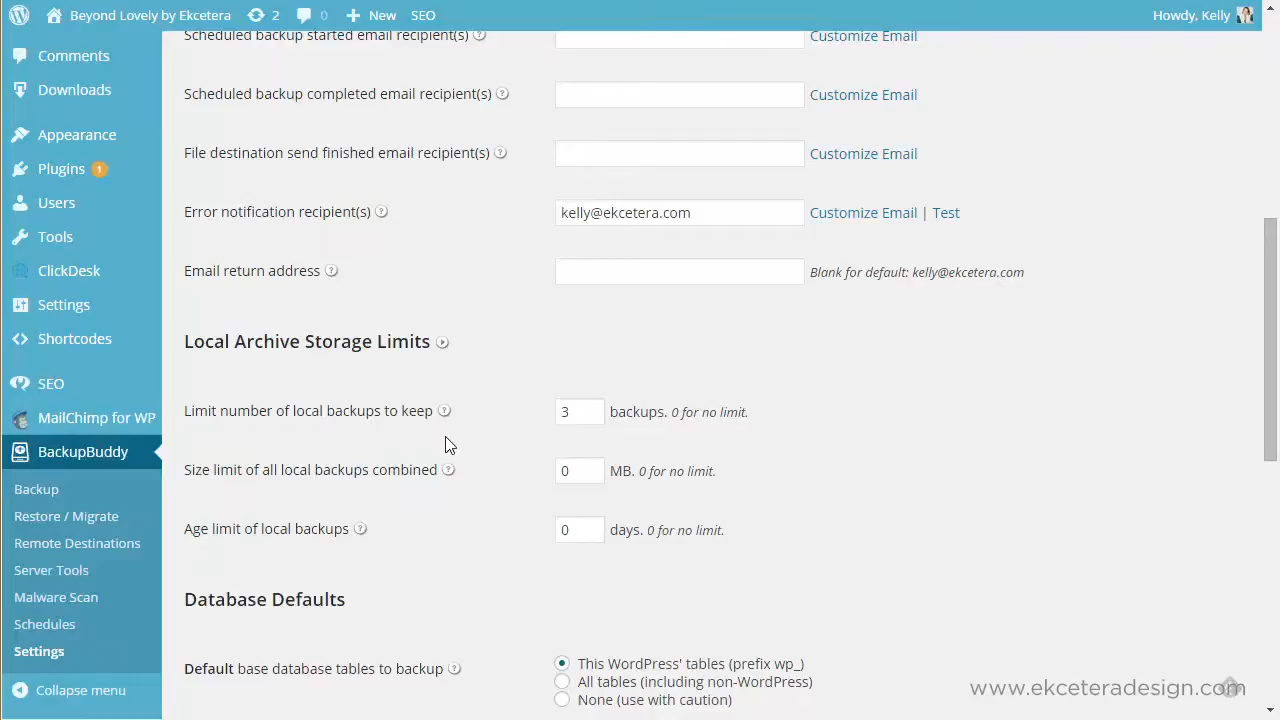 Beyond Lovely by Ekcetera 2 0 New SEO Howdy, Kelly
Comments
Downloads
Appearance
Plugins 1
Users
Tools
ClickDesk
Settings
Shortcodes
SEO
MailChimp for WP
BackupBuddy
Backup
Restore / Migrate
Remote Destinations
Server Tools
Malware Scan
Schedules
Settings
Collapse menu
Scheduled backup started email recipient(s) ? Customize Email
Scheduled backup completed email recipient(s) ? Customize Email
File destination send finished email recipient(s) ? Customize Email
Error notification recipient(s) ? kelly@ekcetera.com Customize Email | Test
Email return address ? Blank for default: kelly@ekcetera.com
Local Archive Storage Limits
Limit number of local backups to keep ? 3 backups. 0 for no limit.
Size limit of all local backups combined ? 0 MB. 0 for no limit.
Age limit of local backups ? 0 days. 0 for no limit.
Database Defaults
Default base database tables to backup ? This WordPress' tables (prefix wp_)
All tables (including non-WordPress)
None (use with caution)
www.ekceteradesign.com